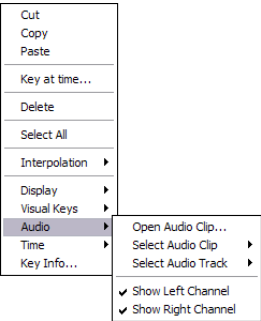 Cut
Copy
Paste
Key at time...
Delete
Select All
Interpolation
Display
Visual Keys
Audio
Time
Key Info...
Open Audio Clip...
Select Audio Clip
Select Audio Track
Show Left Channel
Show Right Channel